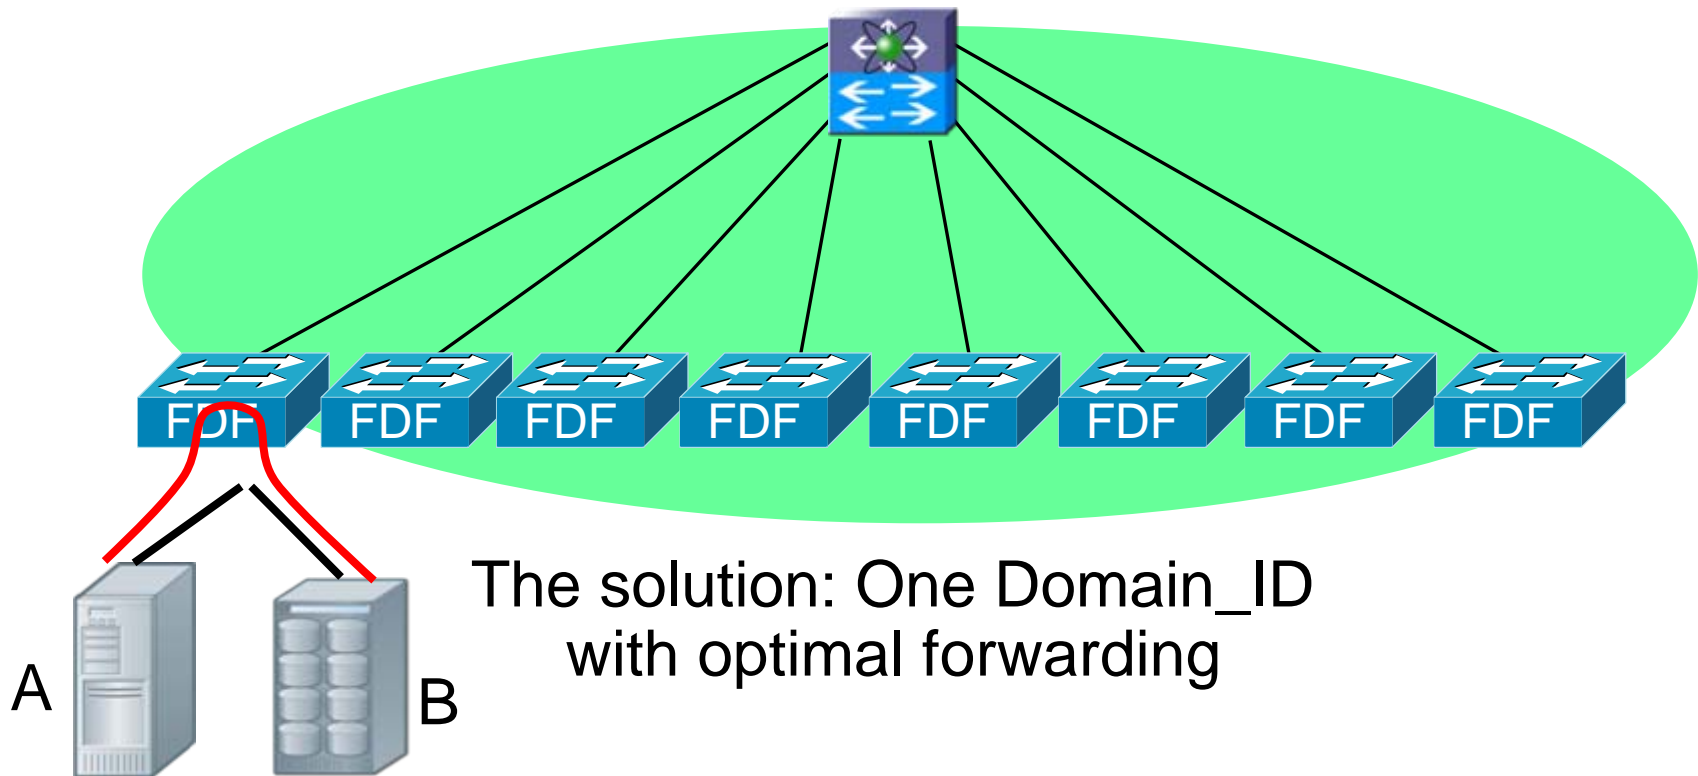 FDF FDF FDF FDF FDF FDF FDF FDF
The solution: One Domain_ID
with optimal forwarding
A
B